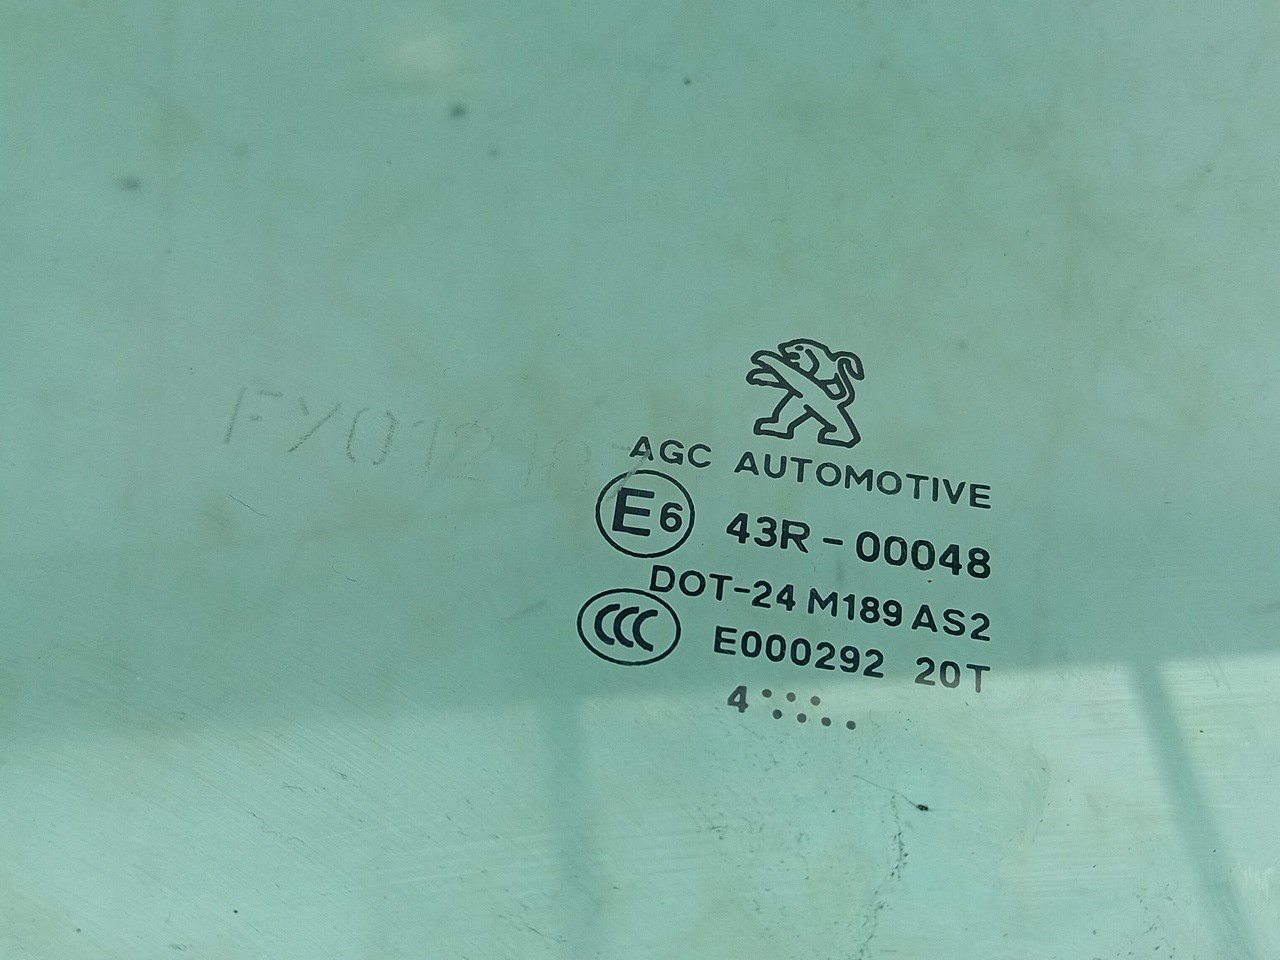 AGC AUTOMOTIVE
E6 43R-00048
DOT-24 M189 AS2
CCC E000292 20T
4